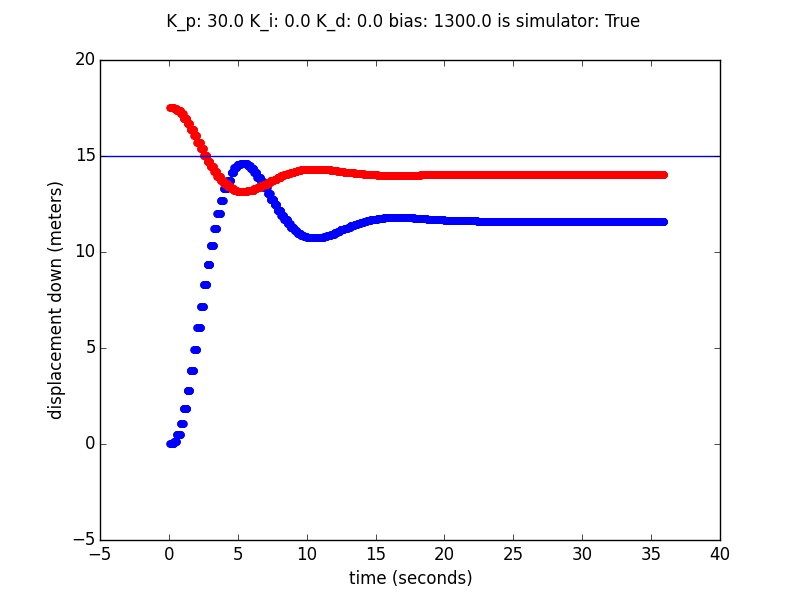 K_p: 30.0 K_i: 0.0 K_d: 0.0 bias: 1300.0 is simulator: True
20
15
10
5
0
−5
displacement down (meters)
−5 0 5 10 15 20 25 30 35 40
time (seconds)